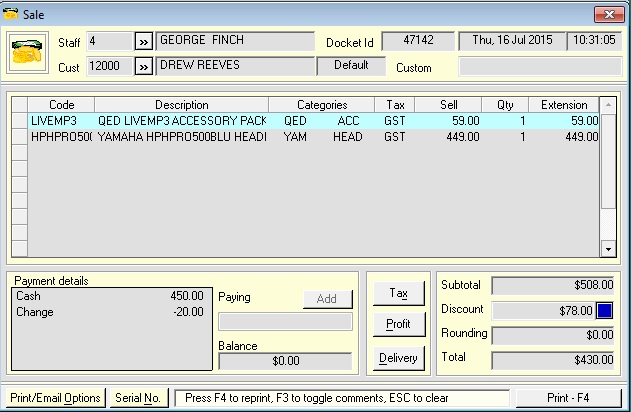 Sale
Staff 4 >> GEORGE FINCH Docket Id 47142 Thu, 16 Jul 2015 10:31:05
Cust 12000 >> DREW REEVES Default Custom
Code Description Categories Tax Sell Qty Extension
LIVEMP3 QED LIVEMP3 ACCESSORY PACK QED ACC GST 59.00 1 59.00
HPHPRO50( YAMAHA HPHPRO500BLU HEADI YAM HEAD GST 449.00 1 449.00
Payment details
Cash 450.00
Change -20.00
Paying Add
Balance
$0.00
Tax
Profit
Delivery
Subtotal $508.00
Discount $78.00
Rounding $0.00
Total $430.00
Print/Email Options Serial No. Press F4 to reprint, F3 to toggle comments, ESC to clear Print - F4